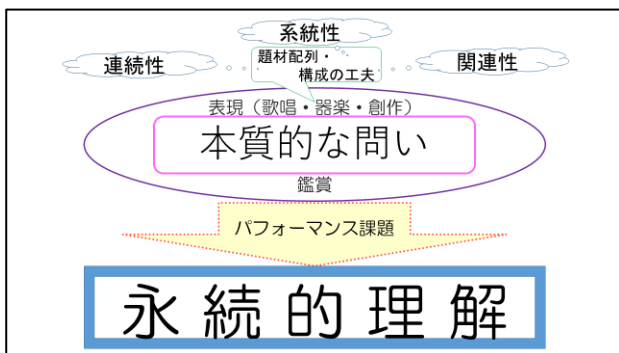 系統性
連続性
関連性
題材配列・
構成の工夫
表現（歌唱・器楽・創作）
本質的な問い
鑑賞
パフォーマンス課題
永続的理解